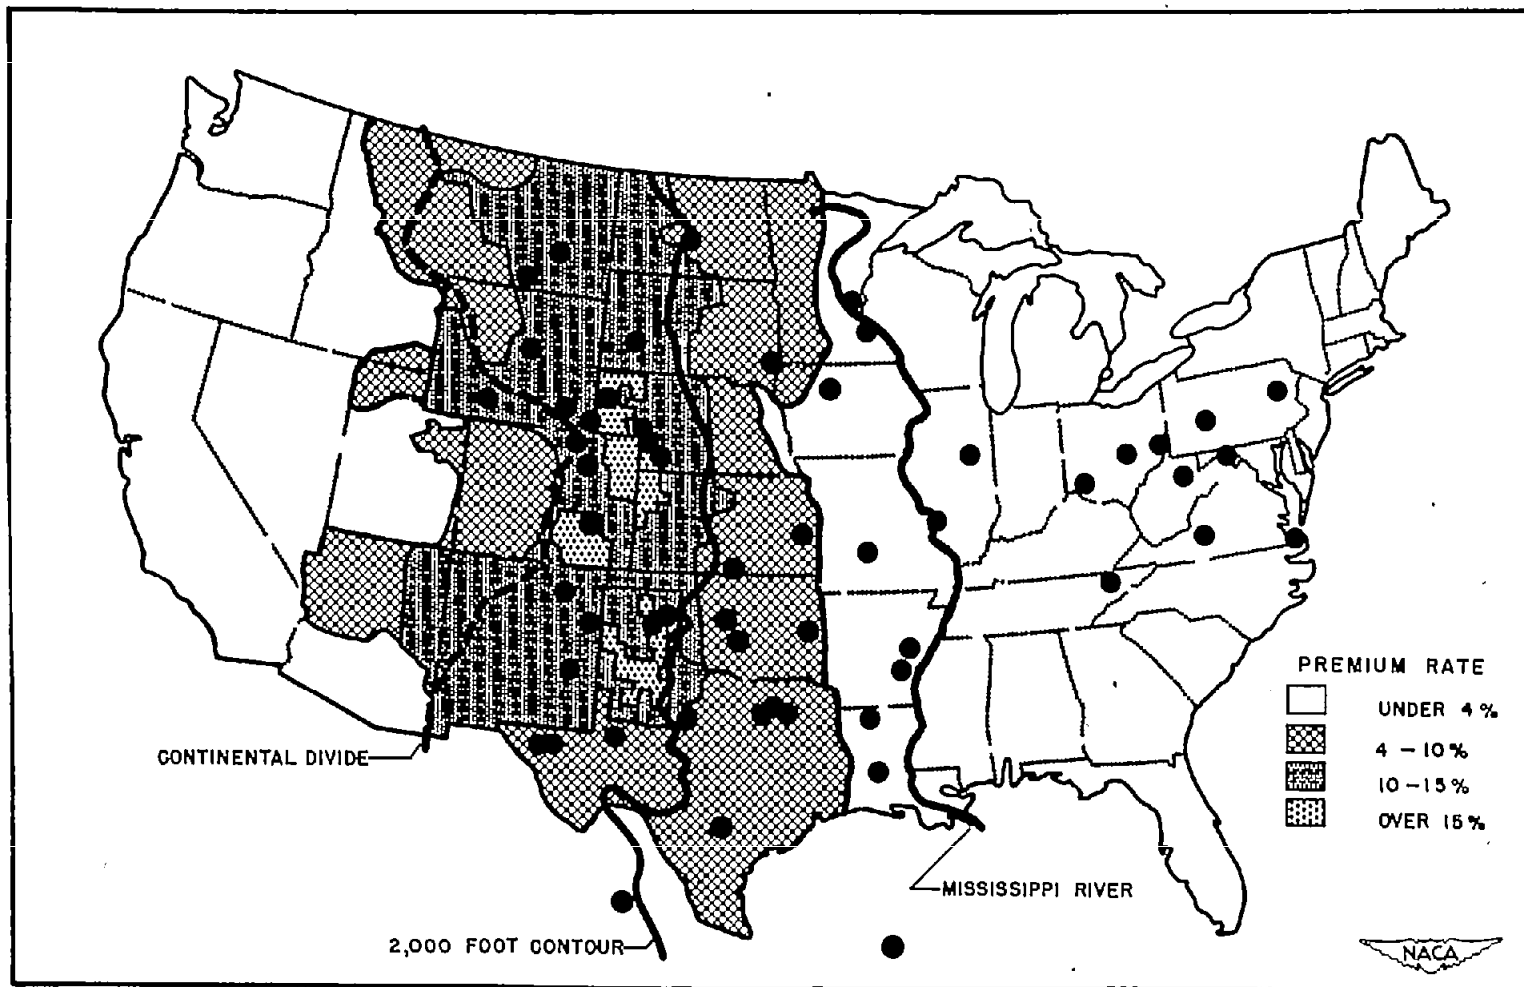 PREMIUM RATE
UNDER 4%
4 – 10%
10 – 15%
OVER 15%
CONTINENTAL DIVIDE
MISSISSIPPI RIVER
2,000 FOOT CONTOUR
NACA